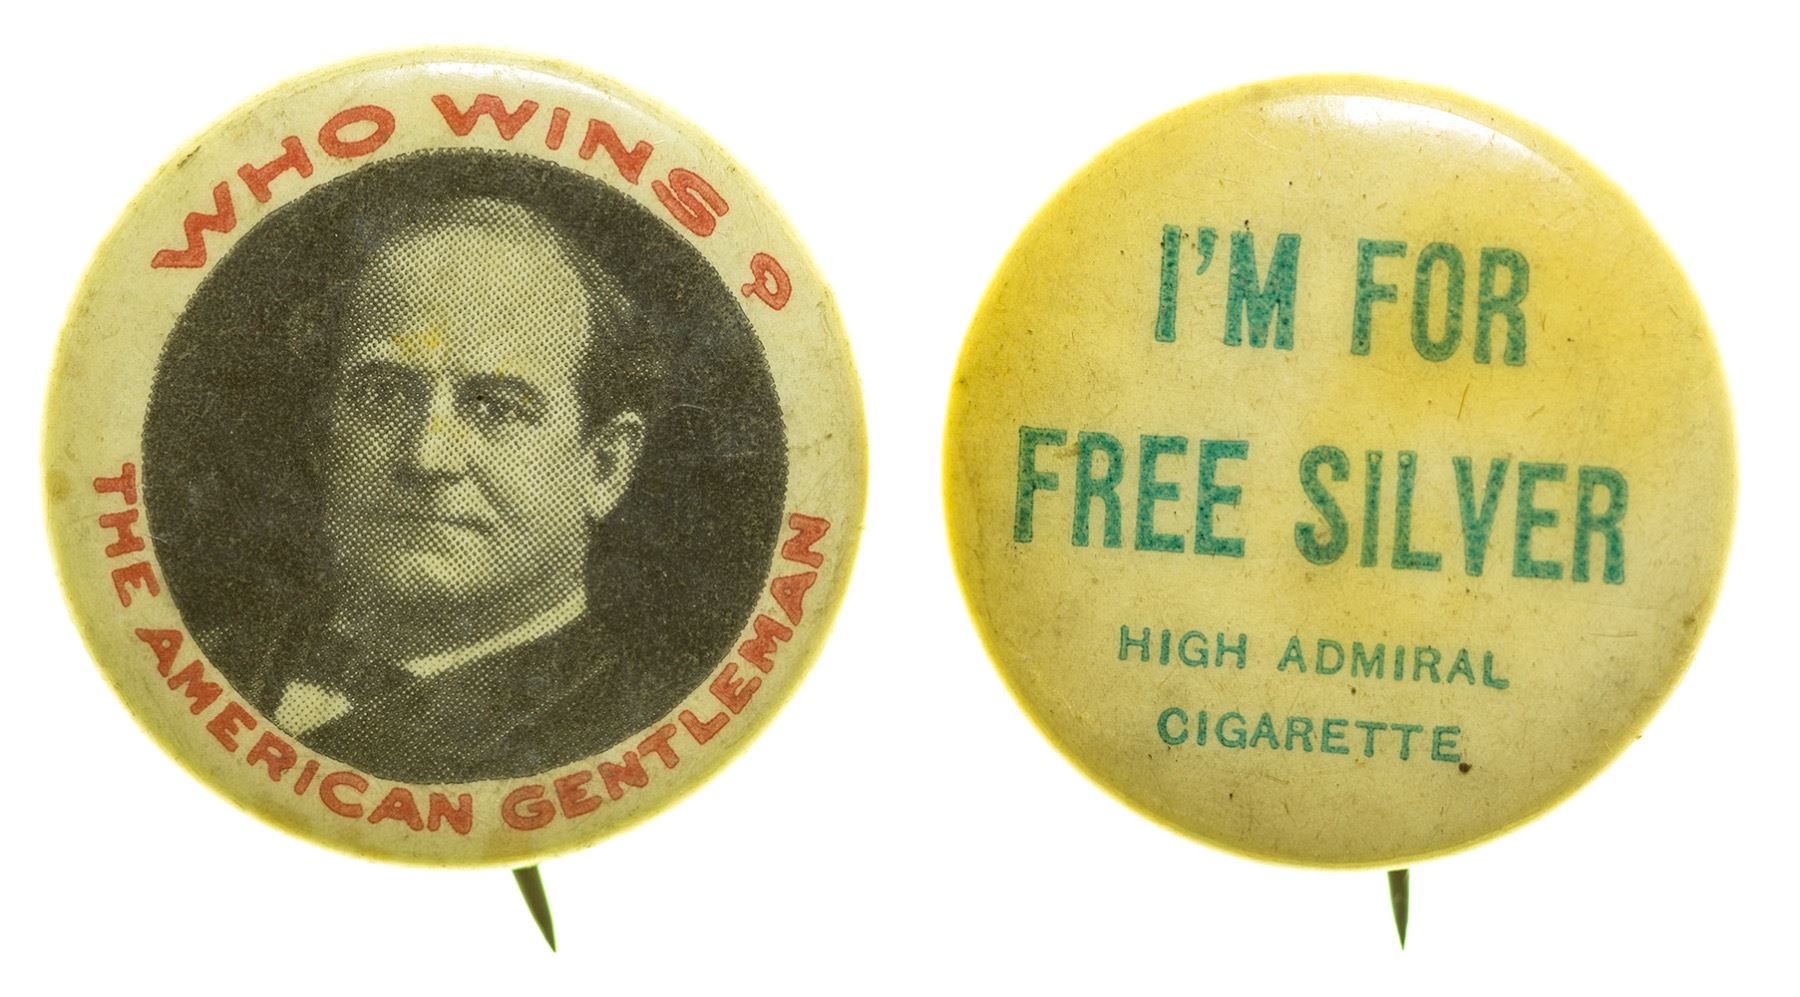 WHO WINS?
THE AMERICAN GENTLEMAN
I'M FOR
FREE SILVER
HIGH ADMIRAL
CIGARETTE